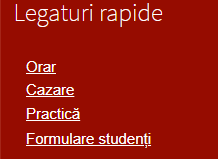 Legaturi rapide
Orar
Cazare
Practică
Formulare studenți